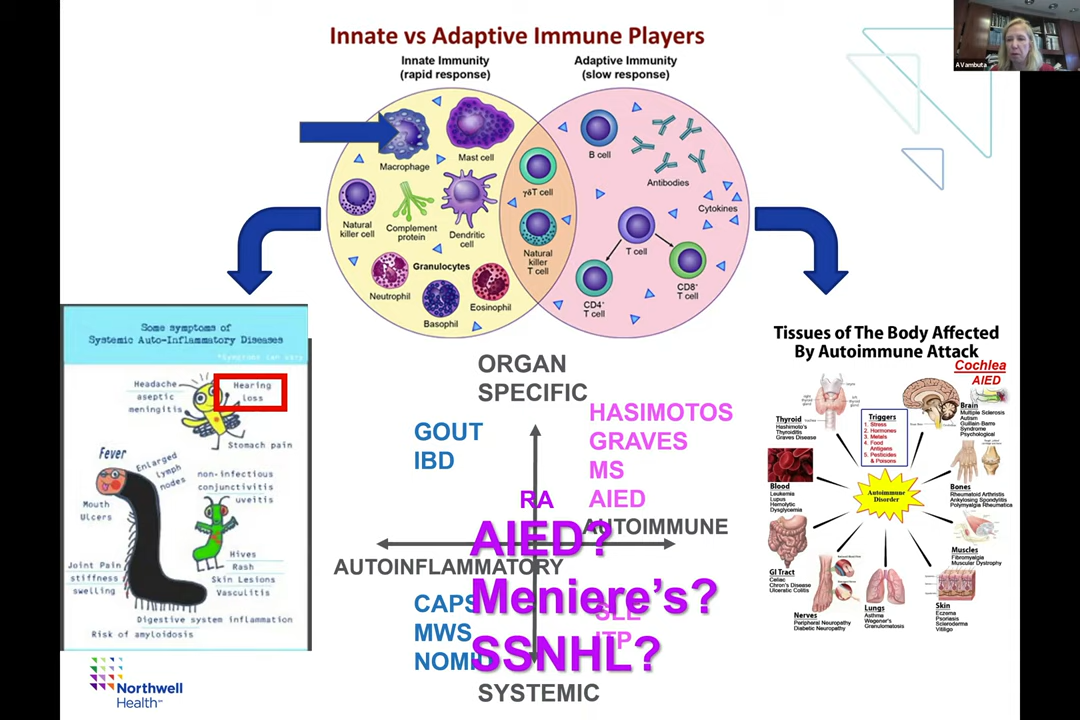 Innate vs Adaptive Immune Players
Innate Immunity
(rapid response)
Adaptive Immunity
(slow response)
Macrophage
Mast cell
Natural
killer cell
Complement
protein
Dendritic
cell
Granulocytes
Neutrophil
Basophil
Eosinophil
γδT cell
Natural
killer
T cell
B cell
Antibodies
Cytokines
T cell
CD4+
T cell
CD8+
T cell
A Vambuta
Some symptoms of
Systemic Auto-Inflammatory Diseases
*Symptoms can vary
Headache
aseptic
meningitis
Hearing
loss
Stomach pain
Fever
Enlarged
lymph
nodes
non-infectious
conjunctivitis
uveitis
Mouth
Ulcers
Hives
Rash
Skin Lesions
Vasculitis
Joint Pain
stiffness
swelling
Digestive system inflammation
Risk of amyloidosis
Northwell
Health
ORGAN
SPECIFIC
GOUT
IBD
HASIMOTOS
GRAVES
MS
AIED
RA
AUTOIMMUNE
AIED?
AUTOINFLAMMATORY
Meniere's?
CAPS
MWS
SLE
ITP
SSNHL?
SYSTEMIC
Tissues of The Body Affected
By Autoimmune Attack
Cochlea
AIED
Thyroid
Hashimoto's
Thyroiditis
Graves Disease
Triggers
1. Stress
2. Hormones
3. Metals
4. Food
Antigens
5. Pesticides
& Poisons
Brain
Multiple Sclerosis
Autism
Guillain-Barre
Syndrome
Psychological
Blood
Leukemia
Lupus
Hemolytic
Dysglycemia
Autoimmune
Disorder
Bones
Rheumatoid Arthritis
Ankylosing Spondylitis
Polymyalgia Rheumatica
GI Tract
Celiac
Chron's Disease
Ulcerabic Colitis
Muscles
Fibromyalgia
Muscular Dystrophy
Nerves
Peripheral Neuropathy
Diabetic Neuropathy
Lungs
Asthma
Wegener's
Granulomatosis
Skin
Eczema
Psoriasis
Scleroderma
Vitiligo